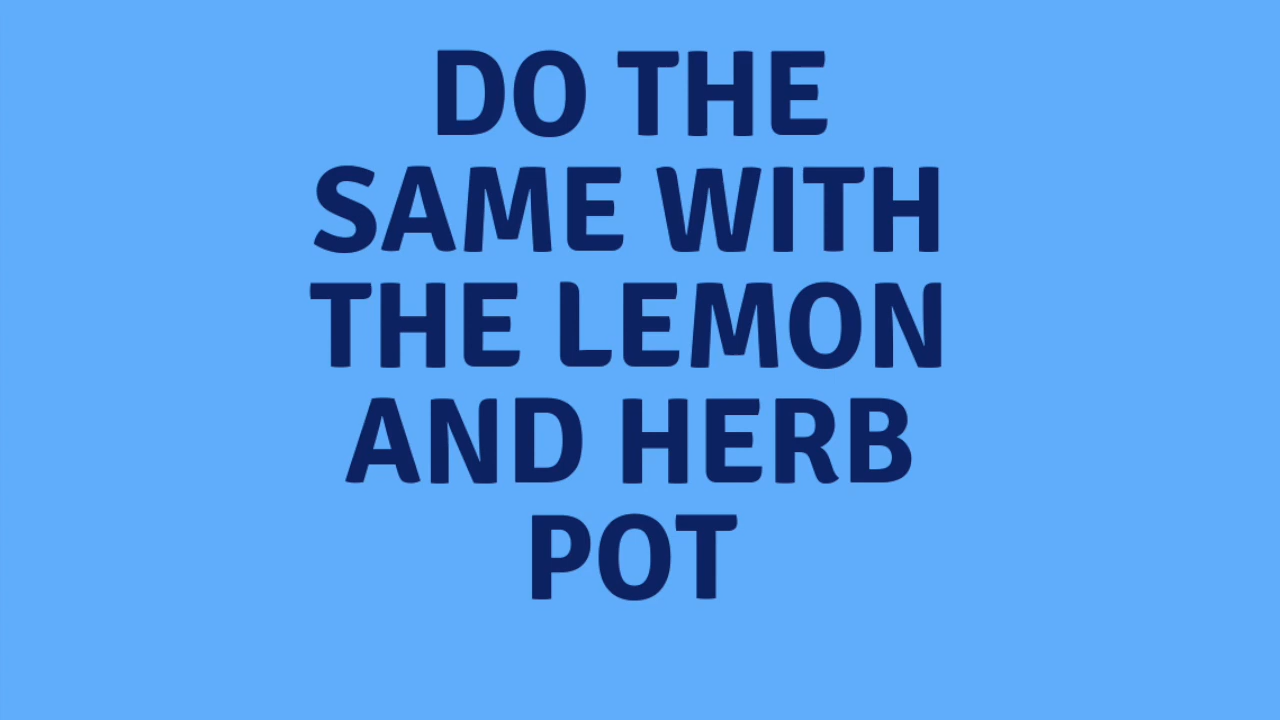 DO THE
SAME WITH
THE LEMON
AND HERB
POT